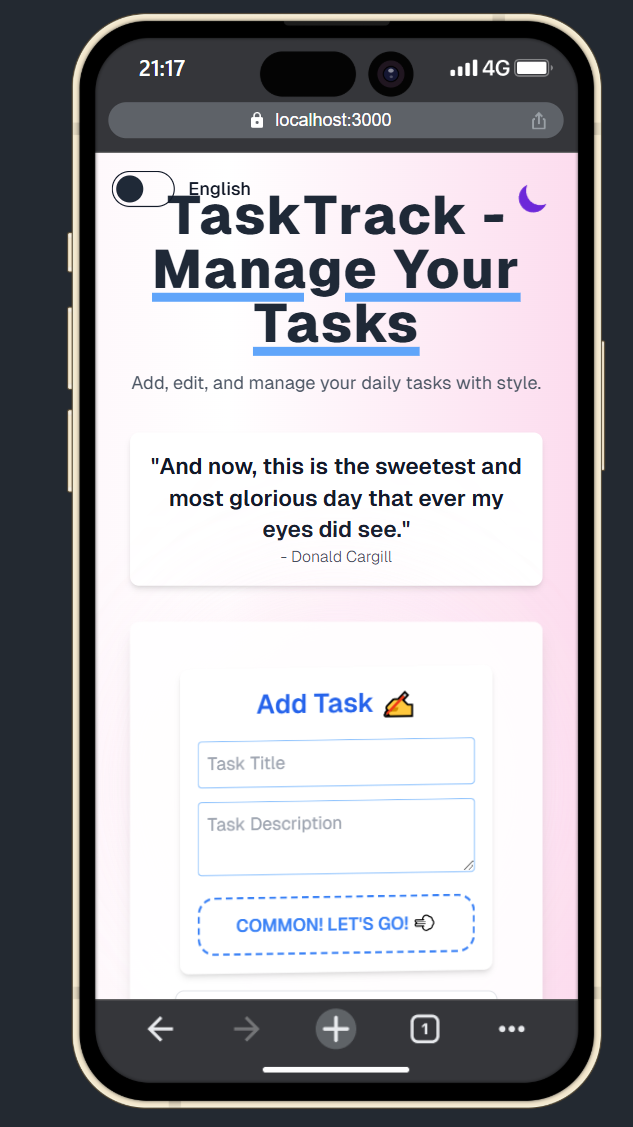 21:17
4G
localhost:3000
English
TaskTrack -
Manage Your
Tasks
Add, edit, and manage your daily tasks with style.
"And now, this is the sweetest and
most glorious day that ever my
eyes did see."
- Donald Cargill
Add Task ✍️
Task Title
Task Description
COMMON! LET'S GO!
1